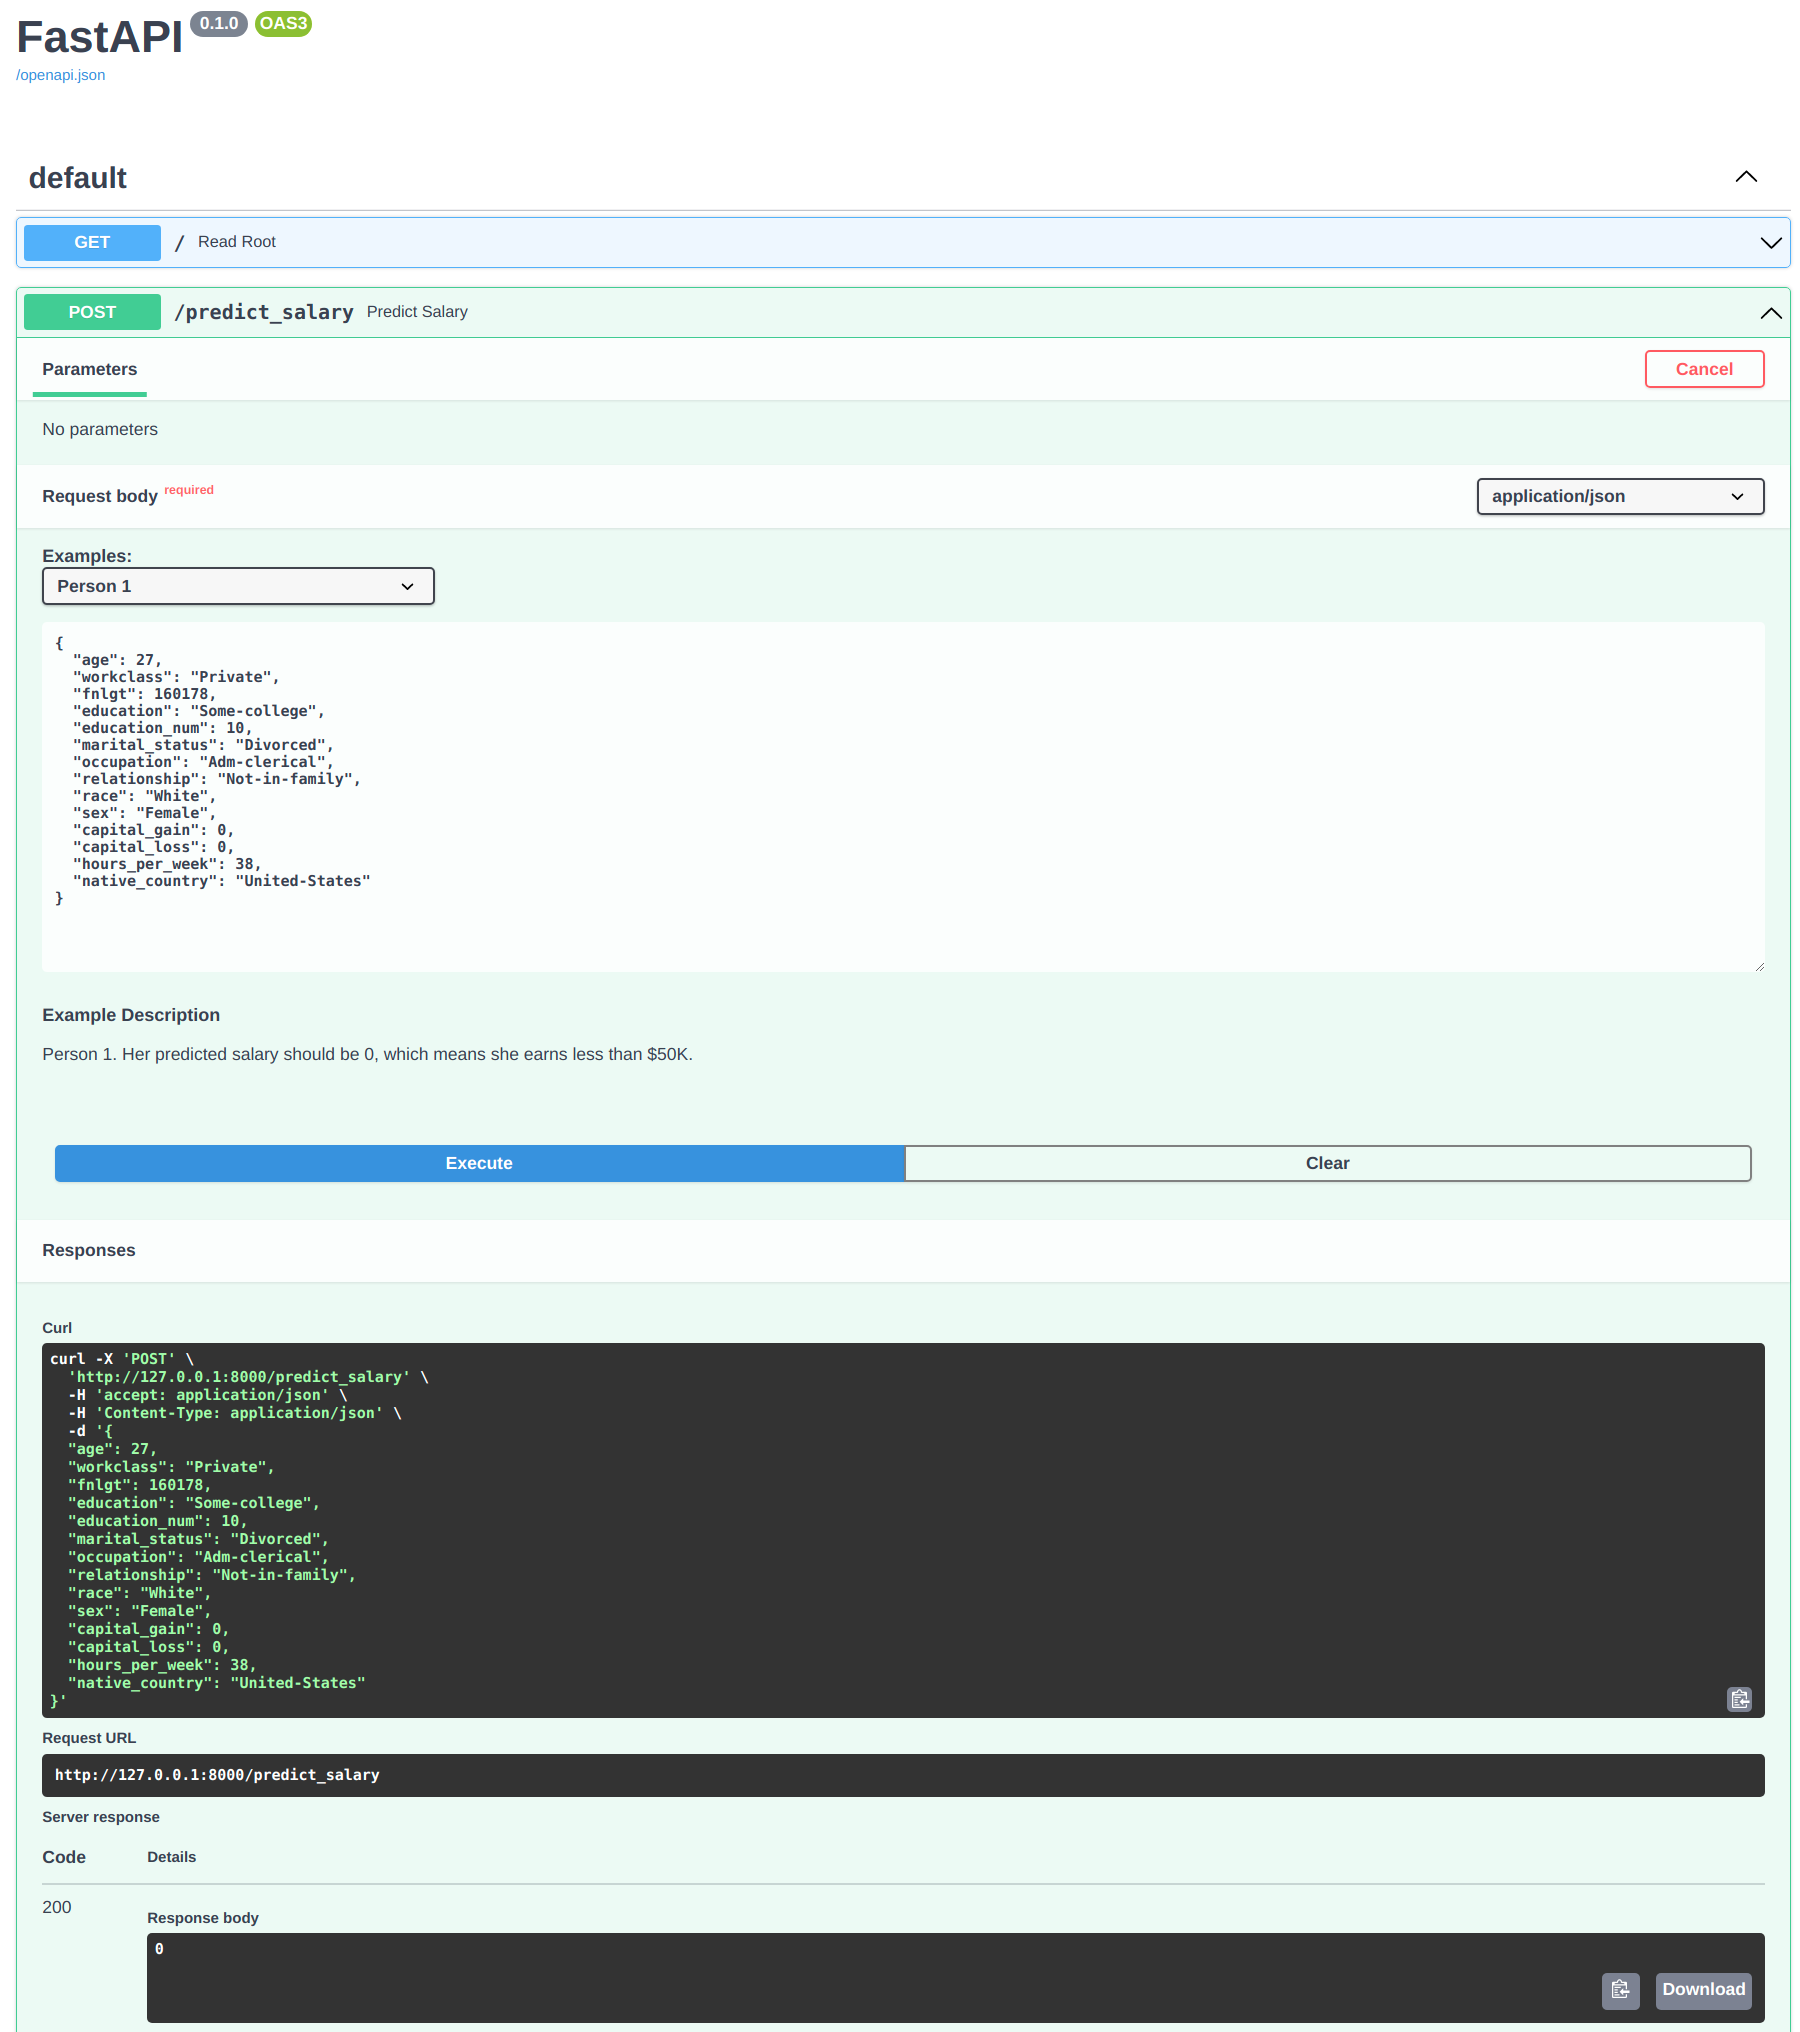 FastAPI 0.1.0 OAS3
/openapi.json
default
GET / Read Root
POST /predict_salary Predict Salary
Parameters Cancel
No parameters
Request body required application/json
Examples:
Person 1
{
  "age": 27,
  "workclass": "Private",
  "fnlgt": 160178,
  "education": "Some-college",
  "education_num": 10,
  "marital_status": "Divorced",
  "occupation": "Adm-clerical",
  "relationship": "Not-in-family",
  "race": "White",
  "sex": "Female",
  "capital_gain": 0,
  "capital_loss": 0,
  "hours_per_week": 38,
  "native_country": "United-States"
}
Example Description
Person 1. Her predicted salary should be 0, which means she earns less than $50K.
Execute Clear
Responses
Curl
curl -X 'POST' \
  'http://127.0.0.1:8000/predict_salary' \
  -H 'accept: application/json' \
  -H 'Content-Type: application/json' \
  -d '{
  "age": 27,
  "workclass": "Private",
  "fnlgt": 160178,
  "education": "Some-college",
  "education_num": 10,
  "marital_status": "Divorced",
  "occupation": "Adm-clerical",
  "relationship": "Not-in-family",
  "race": "White",
  "sex": "Female",
  "capital_gain": 0,
  "capital_loss": 0,
  "hours_per_week": 38,
  "native_country": "United-States"
}'
Request URL
http://127.0.0.1:8000/predict_salary
Server response
Code Details
200
Response body
0
Download